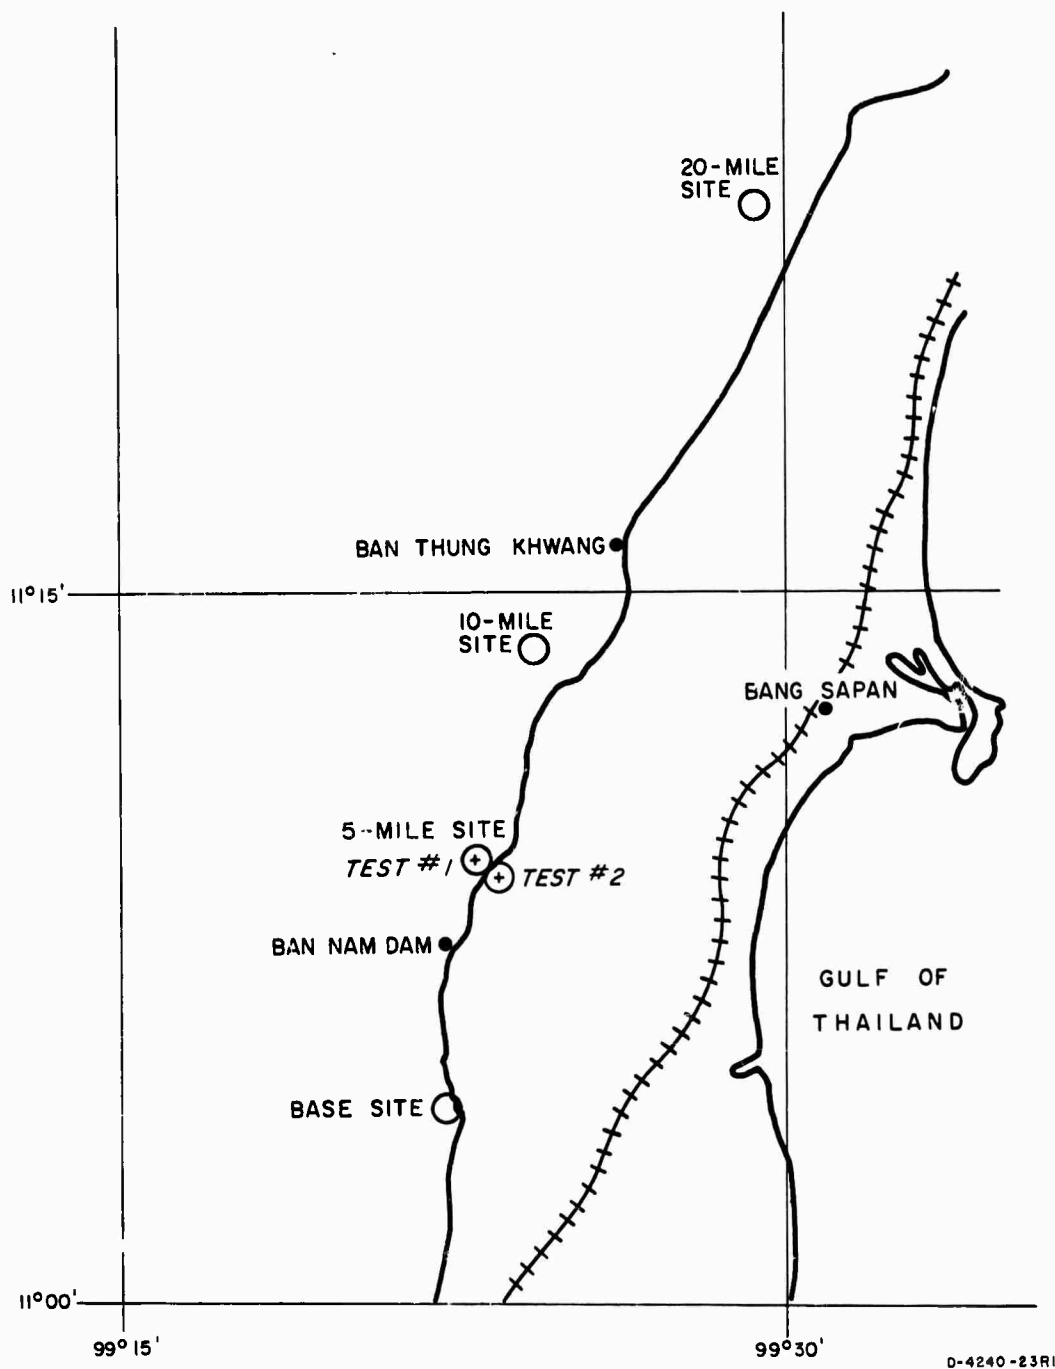 20-MILE
SITE
BAN THUNG KHWANG
11°15'
10-MILE
SITE
BANG SAPAN
5-MILE SITE
TEST #1
TEST #2
BAN NAM DAM
GULF OF
THAILAND
BASE SITE
11°00'
99°15'
99°30'
D-4240-23R1